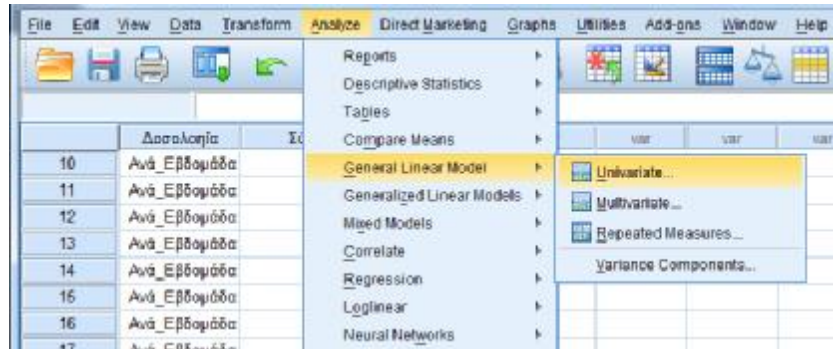 File Edit View Data Transform Analyze Direct Marketing Graphs Utilities Add-ons Window Help
Reports
Descriptive Statistics
Tables
Compare Means
General Linear Model
Generalized Linear Models
Mixed Models
Correlate
Regression
Loglinear
Neural Networks
Univariate...
Multivariate...
Repeated Measures...
Variance Components...
Δοσολογία var var var
10 Ανά_Εβδομάδα
11 Ανά_Εβδομάδα
12 Ανά_Εβδομάδα
13 Ανά_Εβδομάδα
14 Ανά_Εβδομάδα
15 Ανά_Εβδομάδα
16 Ανά_Εβδομάδα